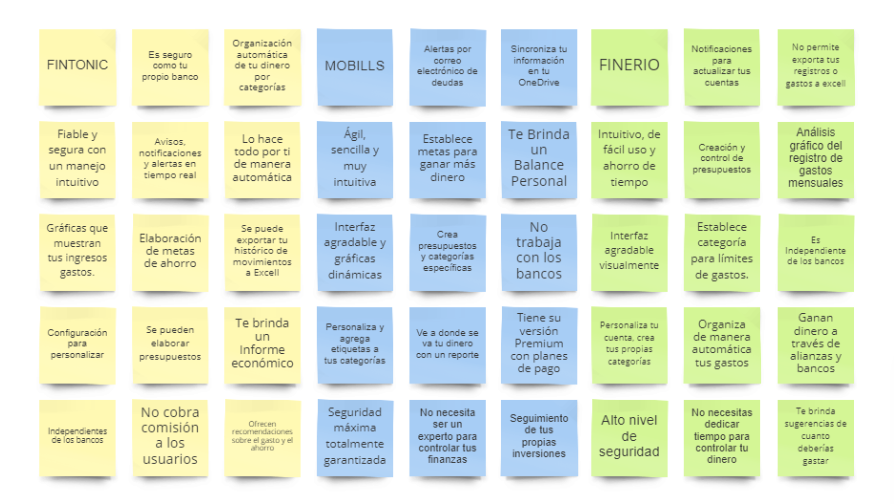 FINTONIC
Es seguro
como tu
propio banco
Organización
automática
de tu dinero
por
categorías
MOBILLS
Alertas por
correo
electrónico de
deudas
Sincroniza tu
información
en tu
OneDrive
FINERIO
Notificaciones
para
actualizar tus
cuentas
No permite
exporta tus
registros o
gastos a excell
Fiable y
segura con
un manejo
intuitivo
Avisos,
notificaciones
y alertas en
tiempo real
Lo hace
todo por ti
de manera
automática
Ágil,
sencilla y
muy
intuitiva
Establece
metas para
ganar más
dinero
Te Brinda
un
Balance
Personal
Intuitivo, de
fácil uso y
ahorro de
tiempo
Creación y
control de
presupuestos
Análisis
gráfico del
registro de
gastos
mensuales
Gráficas que
muestran
tus ingresos
gastos.
Elaboración
de metas
de ahorro
Se puede
exportar tu
histórico de
movimientos
a Excell
Interfaz
agradable y
gráficas
dinámicas
Crea
presupuestos
y categorías
específicas
No
trabaja
con los
bancos
Interfaz
agradable
visualmente
Establece
categoría
para límites
de gastos.
Es
Independiente
de los bancos
Configuración
para
personalizar
Se pueden
elaborar
presupuestos
Te brinda
un
Informe
económico
Personaliza y
agrega
etiquetas a
tus categorías
Ve a donde se
va tu dinero
con un reporte
Tiene su
versión
Premium
con planes
de pago
Personaliza tu
cuenta, crea
tus propias
categorías
Organiza
de manera
automática
tus gastos
Ganan
dinero a
través de
alianzas y
bancos
Independientes
de los bancos
No cobra
comisión
a los
usuarios
Ofrecen
recomendaciones
sobre el gasto y el
ahorro
Seguridad
máxima
totalmente
garantizada
No necesita
ser un
experto para
controlar tus
finanzas
Seguimiento
de tus
propias
inversiones
Alto nivel
de
seguridad
No necesitas
dedicar
tiempo para
controlar tu
dinero
Te brinda
sugerencias de
cuanto
deberías
gastar